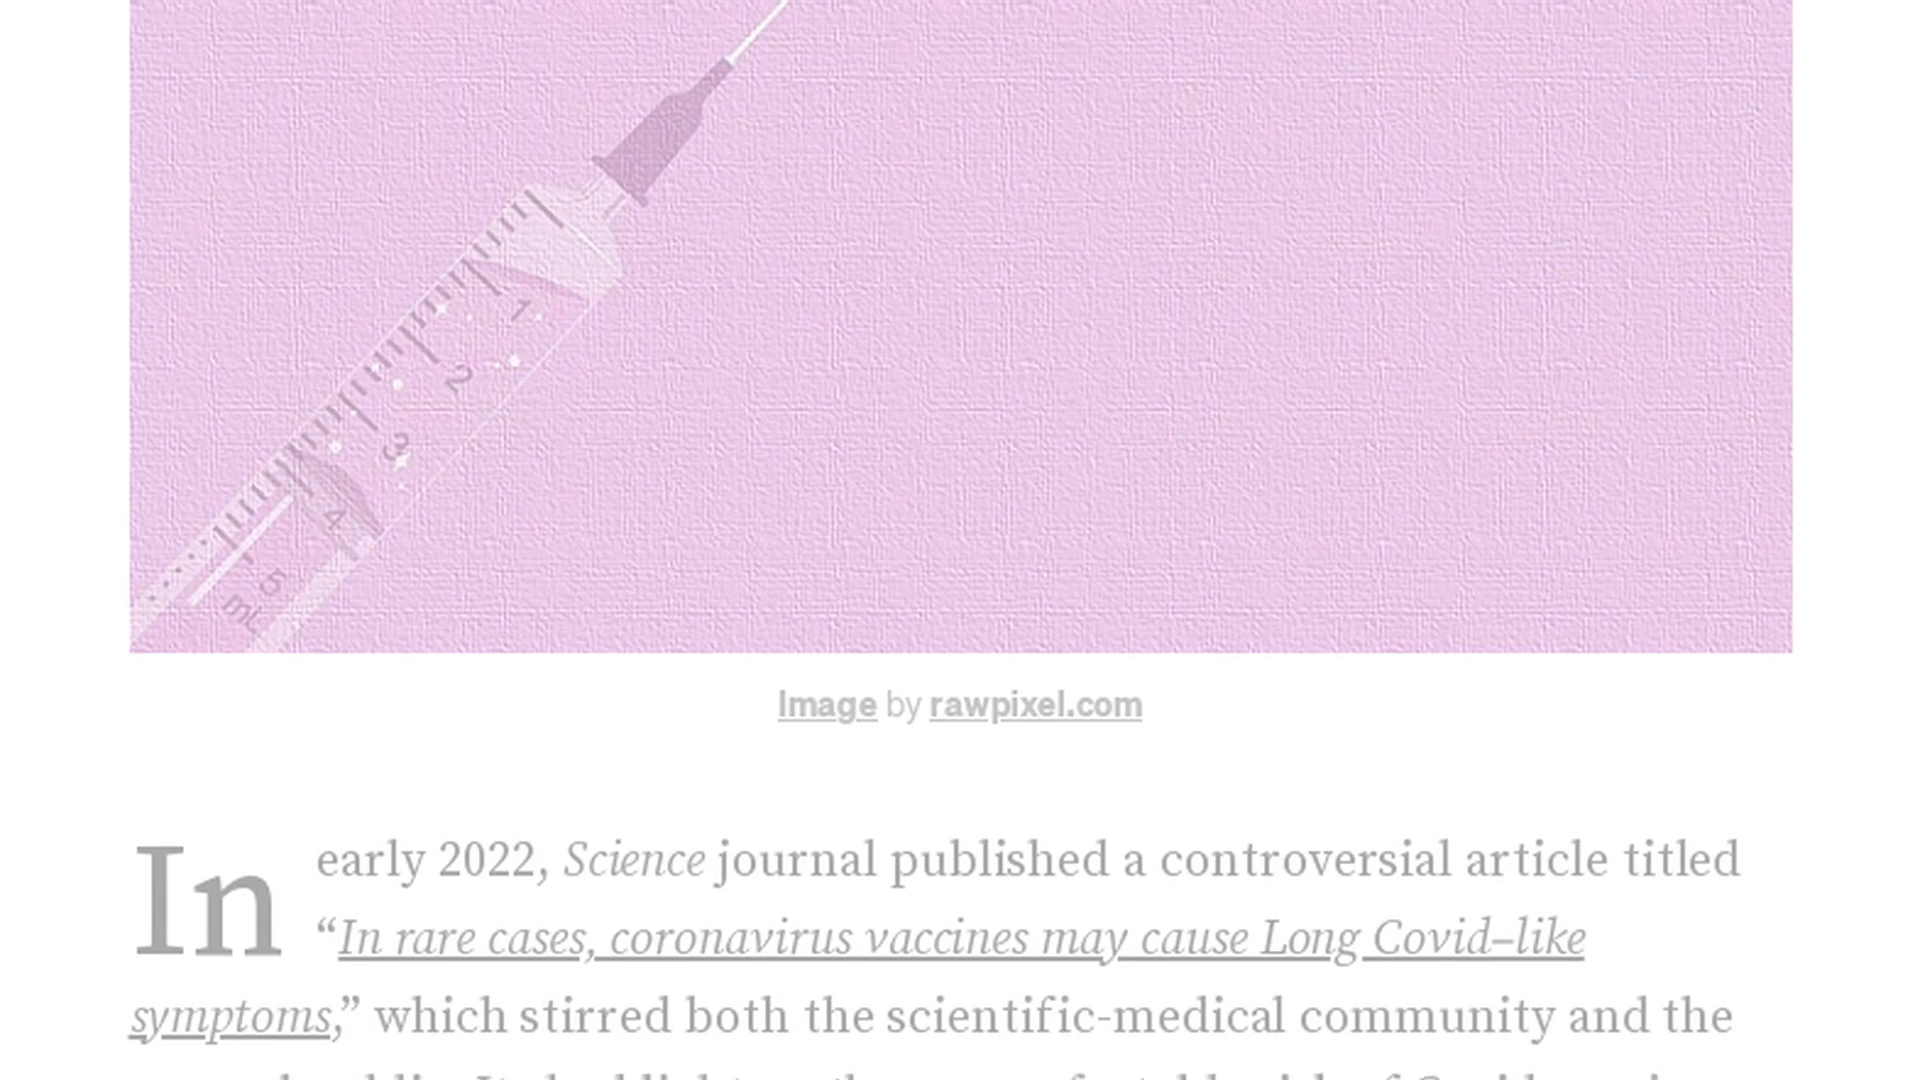 1
2
3
4
5
mL
Image by rawpixel.com
In early 2022, Science journal published a controversial article titled
“In rare cases, coronavirus vaccines may cause Long Covid–like
symptoms,” which stirred both the scientific-medical community and the